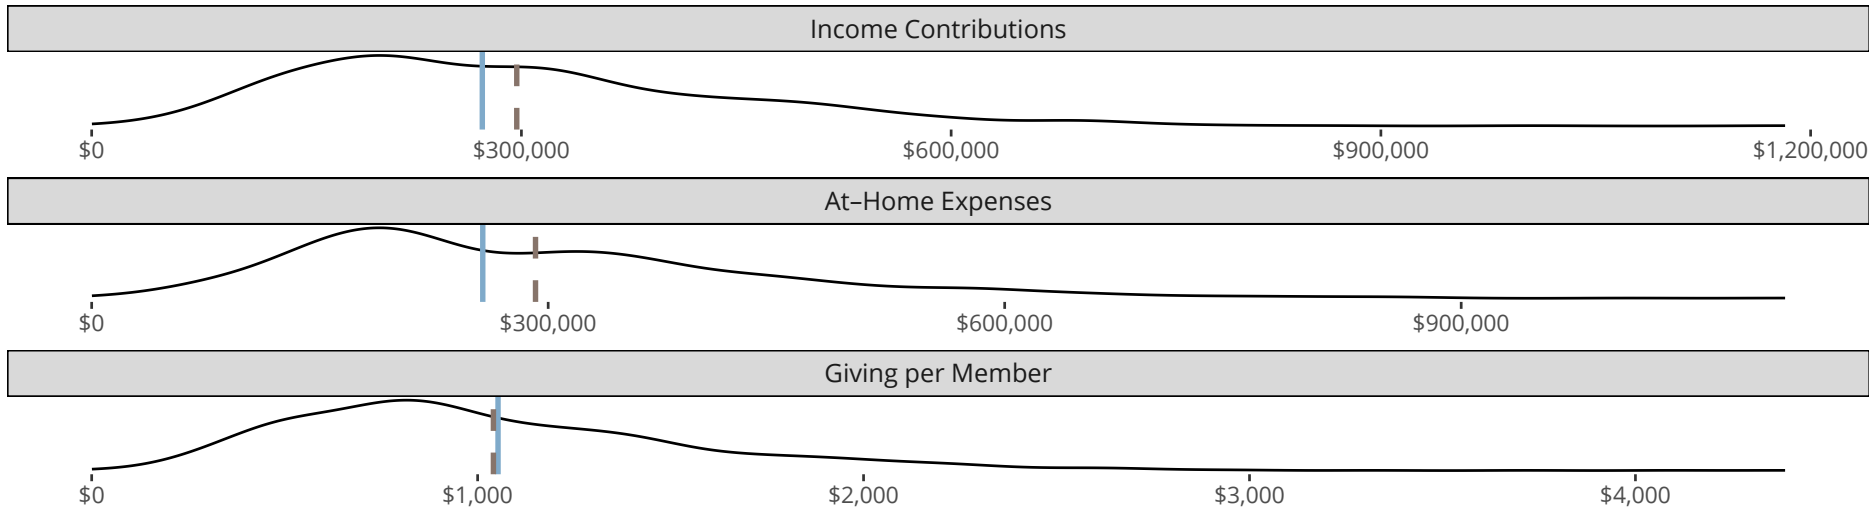 Income Contributions
$0 $300,000 $600,000 $900,000 $1,200,000
At–Home Expenses
$0 $300,000 $600,000 $900,000
Giving per Member
$0 $1,000 $2,000 $3,000 $4,000